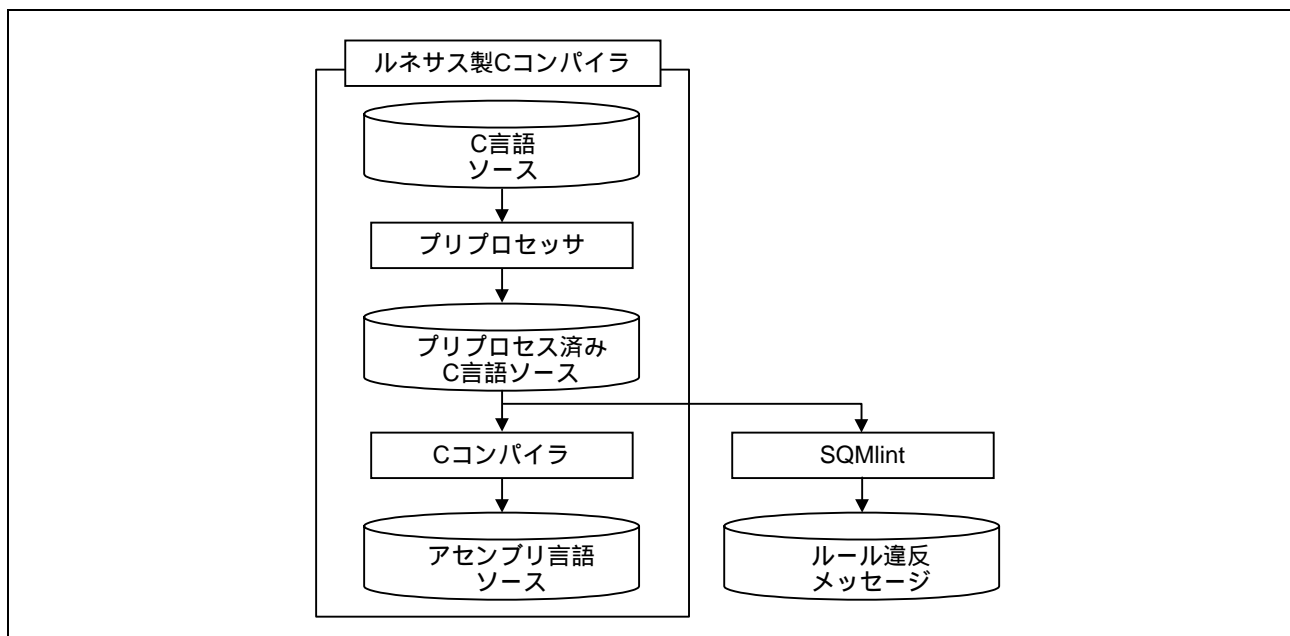 ルネサス製Cコンパイラ
C言語
ソース
プリプロセッサ
プリプロセス済み
C言語ソース
Cコンパイラ
SQMlint
アセンブリ言語
ソース
ルール違反
メッセージ